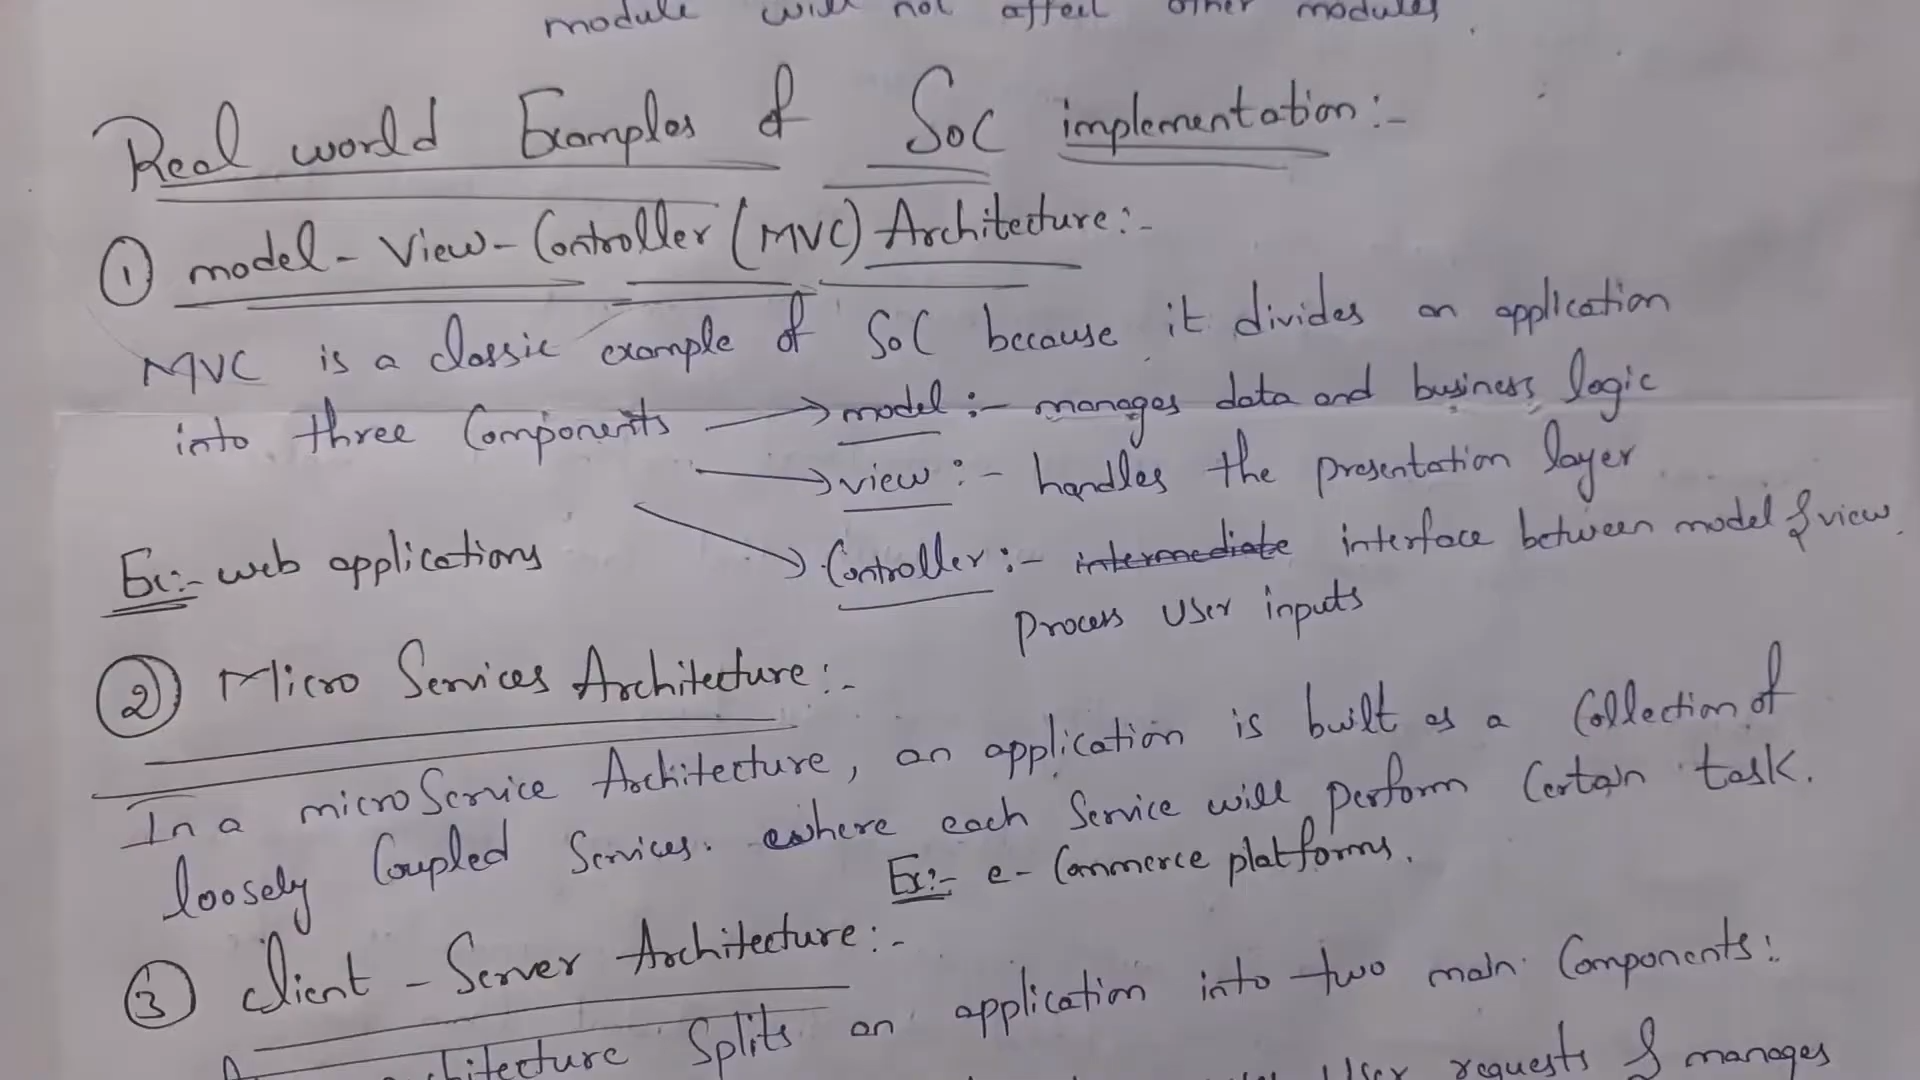 module will not affect other modules.
Real world Examples of SoC implementation:-
① model - View - Controller (MVC) Architecture:-
MVC is a classic example of SoC because it divides an application
into three Components → model :- manages data and business logic
→ view :- handles the presentation layer
→ Controller :- intermediate interface between model & view.
Process User inputs
Ex:- web applications
② Micro Services Architecture:-
In a microService Architecture, an application is built as a Collection of
loosely Coupled Services. where each Service will perform Certain task.
Ex:- e-Commerce platforms.
③ Client - Server Architecture:-
Splits an application into two main Components:
User requests & manages